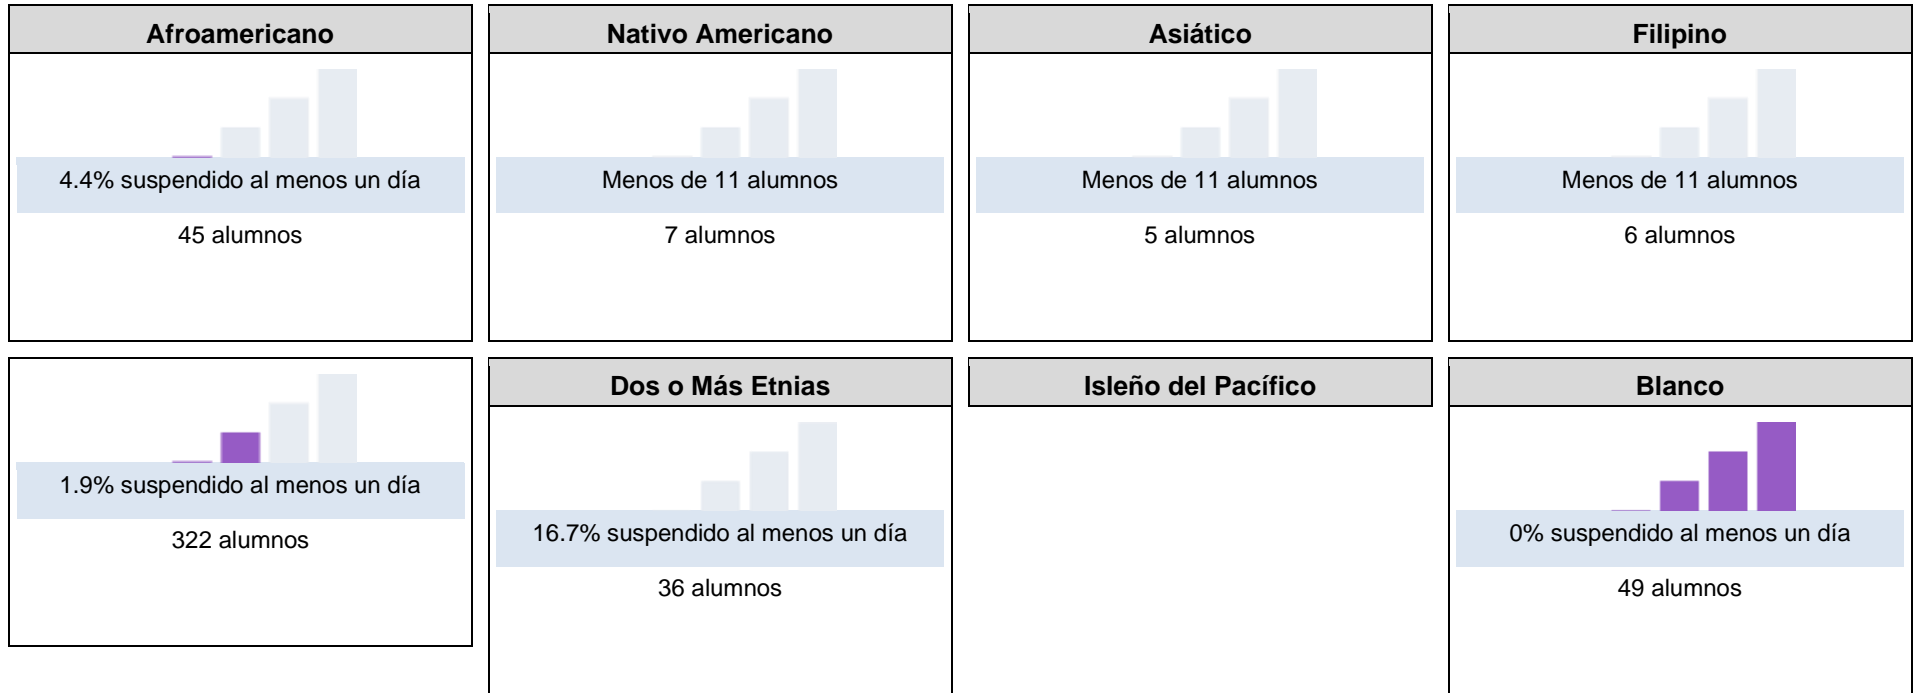 Afroamericano
4.4% suspendido al menos un día
45 alumnos
Nativo Americano
Menos de 11 alumnos
7 alumnos
Asiático
Menos de 11 alumnos
5 alumnos
Filipino
Menos de 11 alumnos
6 alumnos
1.9% suspendido al menos un día
322 alumnos
Dos o Más Etnias
16.7% suspendido al menos un día
36 alumnos
Isleño del Pacífico
Blanco
0% suspendido al menos un día
49 alumnos